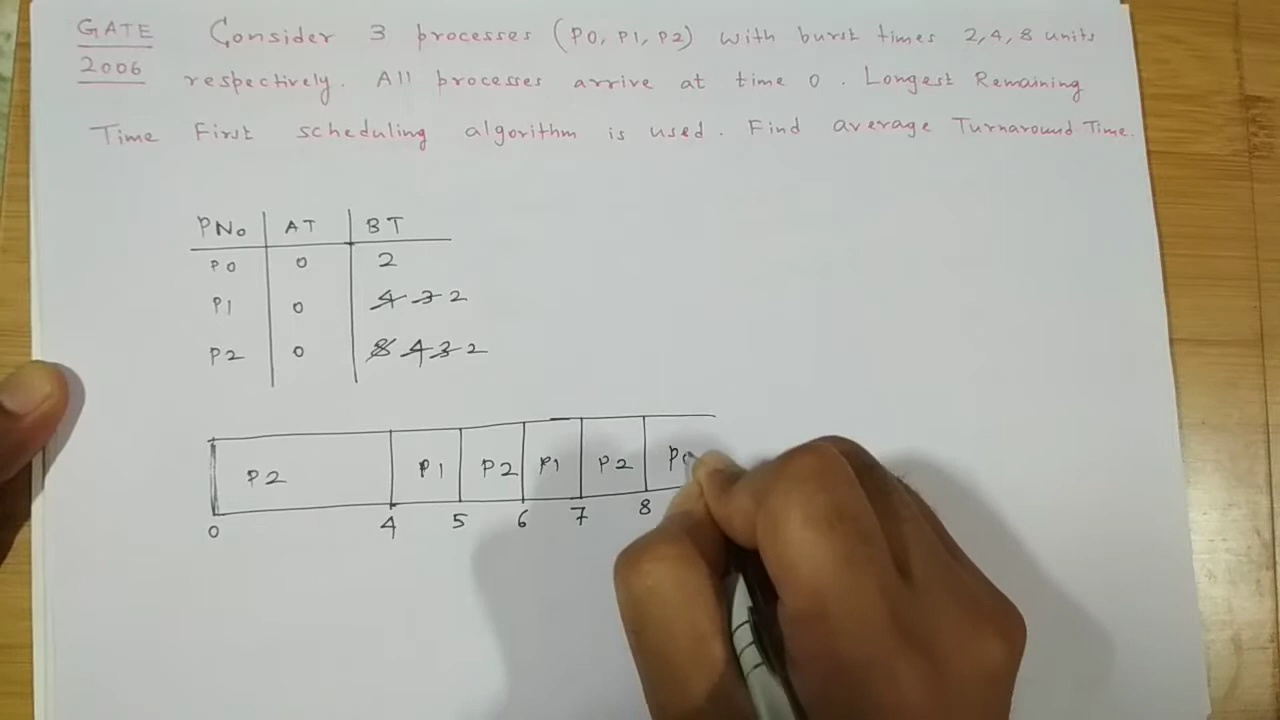 GATE Consider 3 processes (P0, P1, P2) with burst times 2, 4, 8 units
2006 respectively. All processes arrive at time 0. Longest Remaining
Time First scheduling algorithm is used. Find average Turnaround Time.
PNo AT BT
P0 0 2
P1 0 4 3 2
P2 0 8 4 3 2
P2 P1 P2 P1 P2 P0
0 4 5 6 7 8